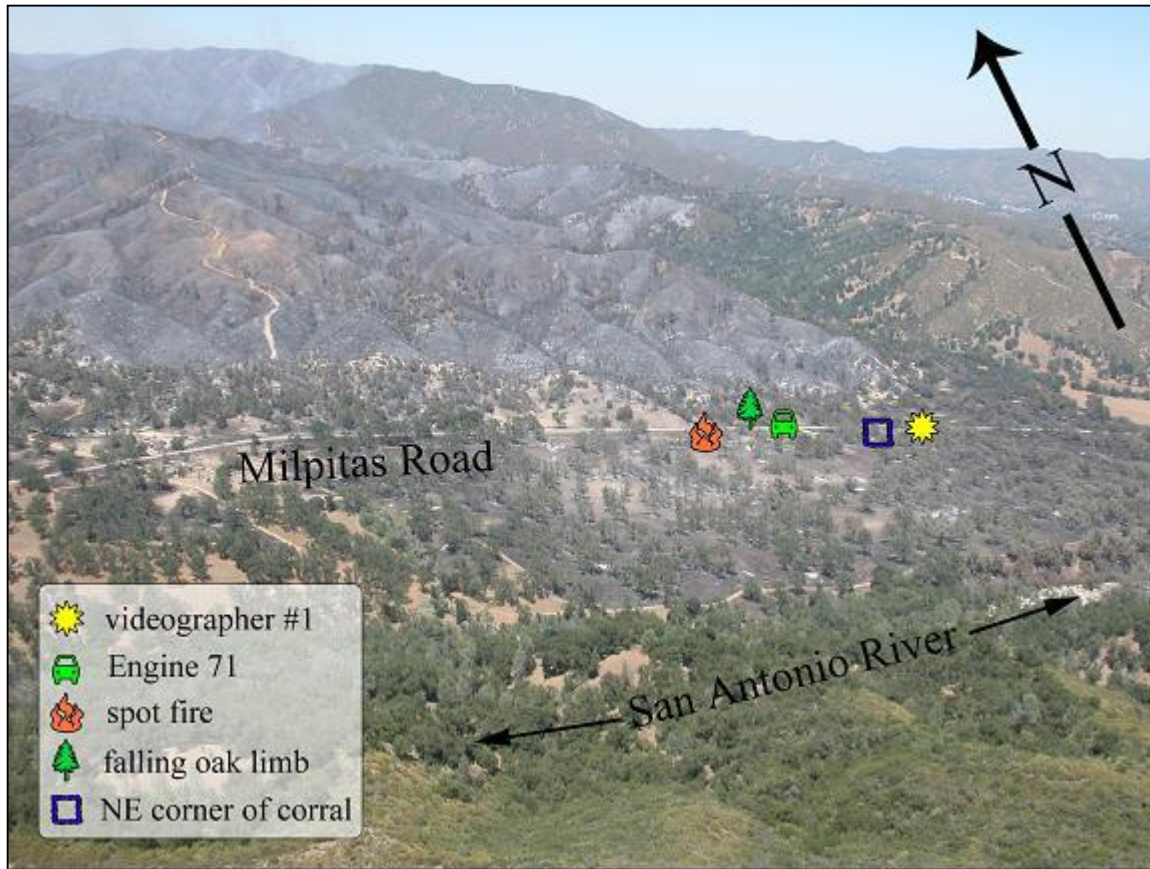 N
Milpitas Road
San Antonio River
videographer #1
Engine 71
spot fire
falling oak limb
NE corner of corral